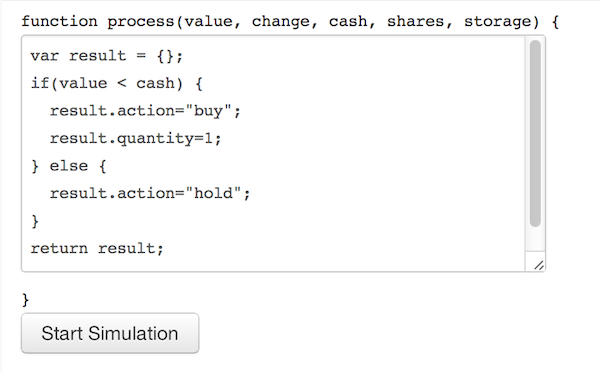 function process(value, change, cash, shares, storage) {
var result = {};
if(value < cash) {
  result.action="buy";
  result.quantity=1;
} else {
  result.action="hold";
}
return result;
}
Start Simulation